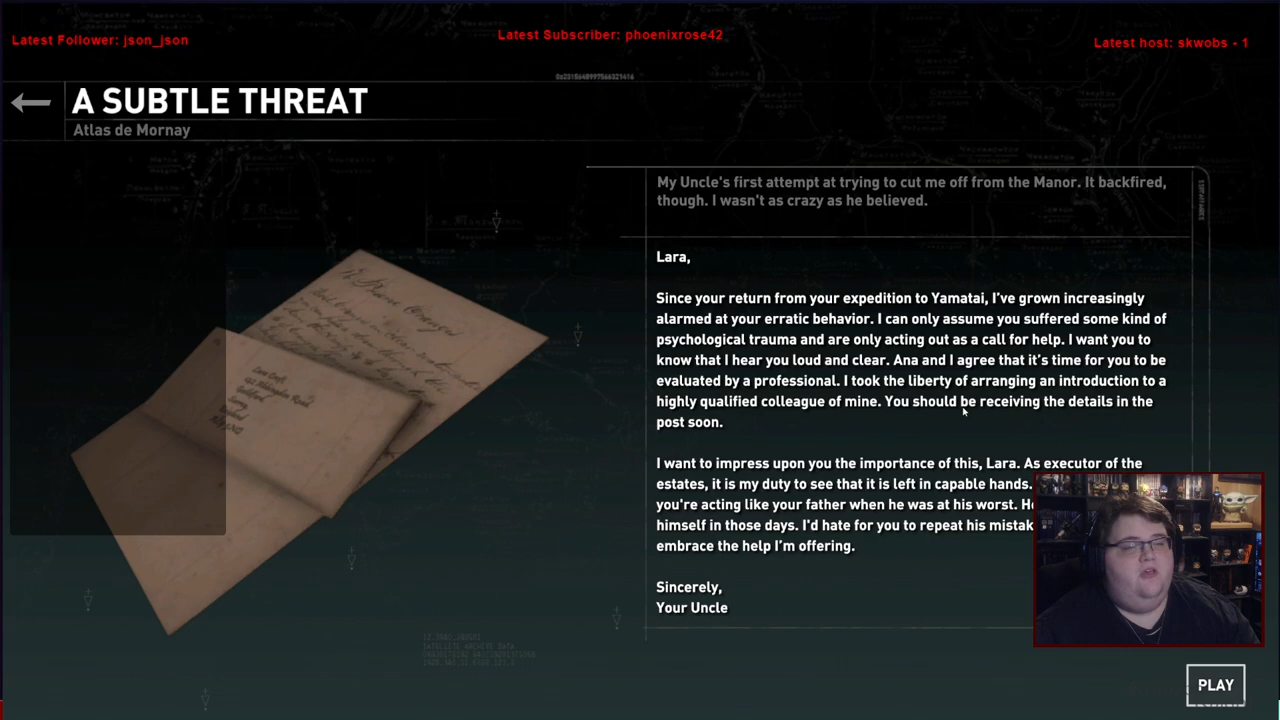 Latest Follower: json_json
Latest Subscriber: phoenixrose42
Latest host: skwobs - 1
A SUBTLE THREAT
Atlas de Mornay
My Uncle's first attempt at trying to cut me off from the Manor. It backfired,
though. I wasn't as crazy as he believed.
Lara,
Since your return from your expedition to Yamatai, I've grown increasingly
alarmed at your erratic behavior. I can only assume you suffered some kind of
psychological trauma and are only acting out as a call for help. I want you to
know that I hear you loud and clear. Ana and I agree that it's time for you to be
evaluated by a professional. I took the liberty of arranging an introduction to a
highly qualified colleague of mine. You should be receiving the details in the
post soon.
I want to impress upon you the importance of this, Lara. As executor of the
estates, it is my duty to see that it is left in capable hands.
you're acting like your father when he was at his worst.
himself in those days. I'd hate for you to repeat his
embrace the help I'm offering.
Sincerely,
Your Uncle
PLAY